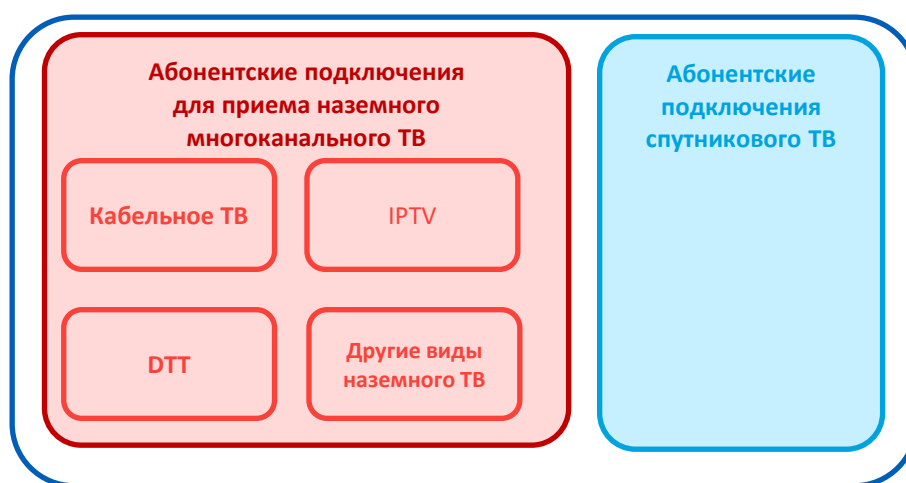 Абонентские подключения
для приема наземного
многоканального ТВ
Кабельное ТВ
IPTV
DTT
Другие виды
наземного ТВ
Абонентские
подключения
спутникового ТВ